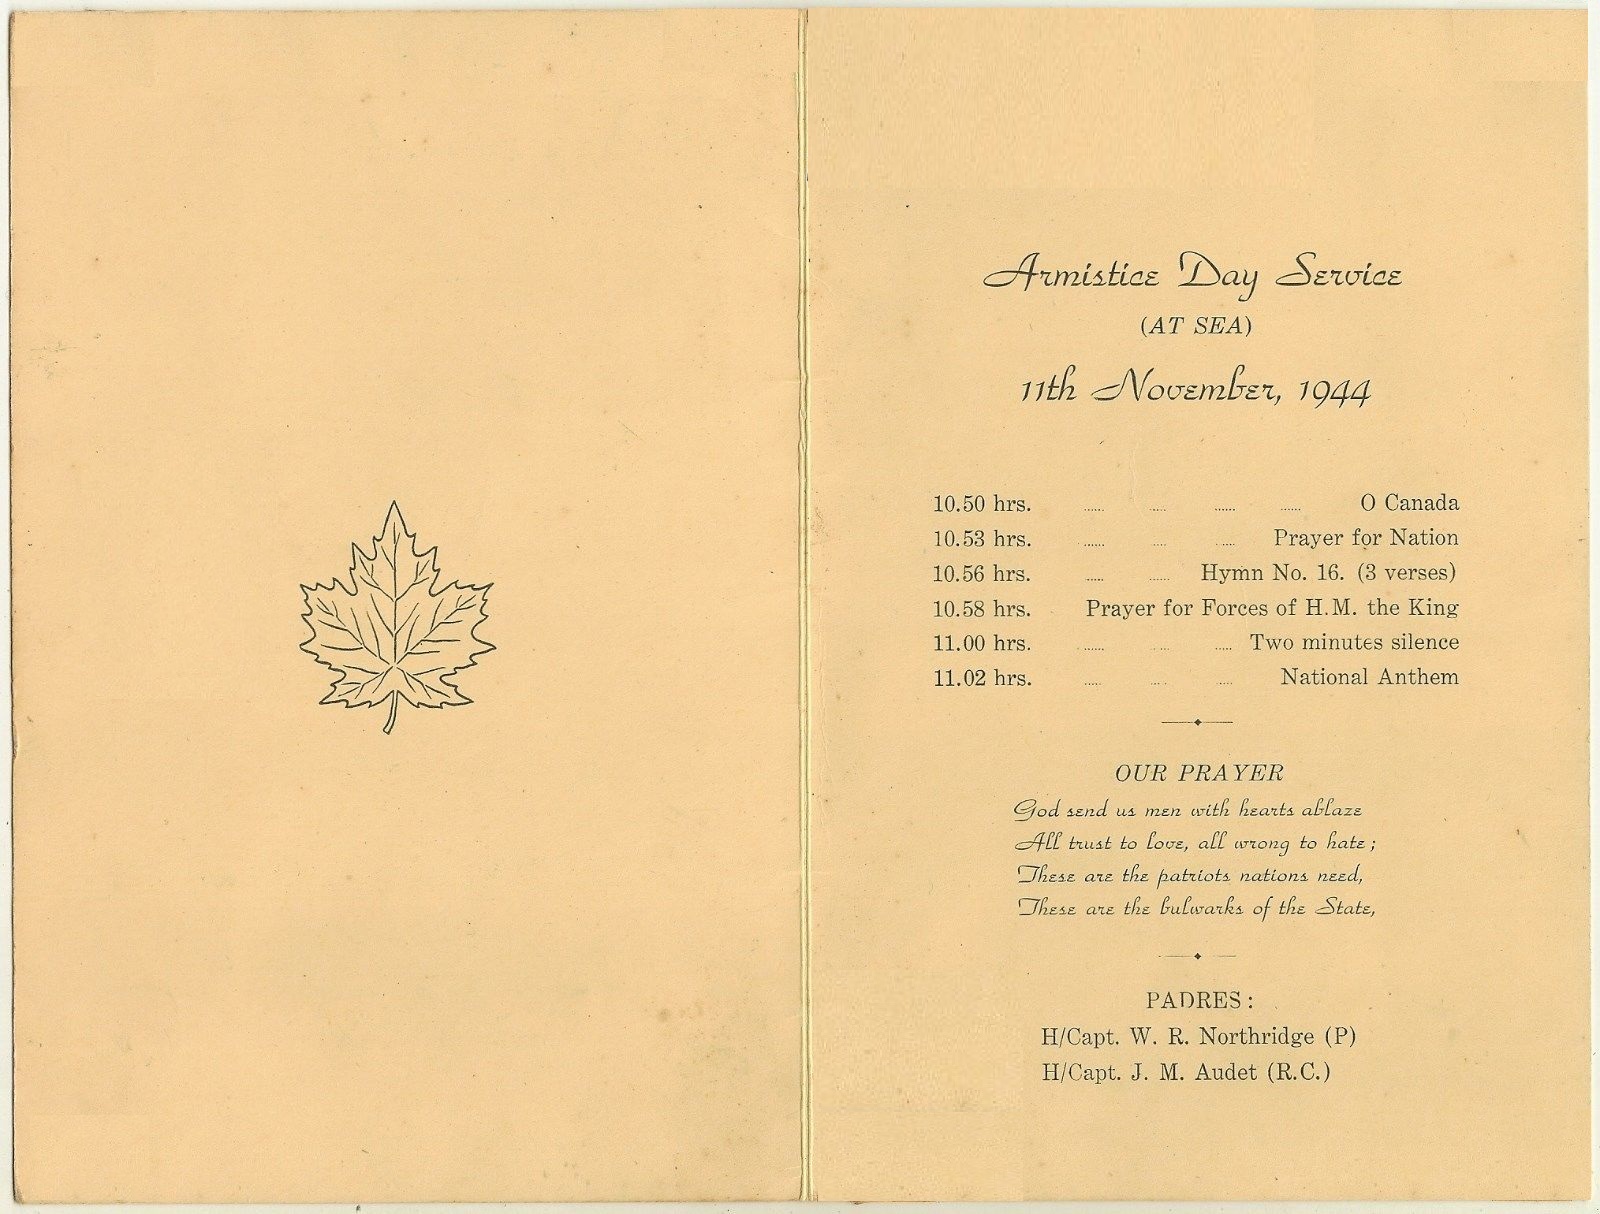 Armistice Day Service
(AT SEA)
11th November, 1944
10.50 hrs. ...... ..... ...... ...... O Canada
10.53 hrs. ...... .... ..... Prayer for Nation
10.56 hrs. ..... ...... Hymn No. 16. (3 verses)
10.58 hrs. Prayer for Forces of H.M. the King
11.00 hrs. ...... ..... ..... Two minutes silence
11.02 hrs. ..... ..... ..... National Anthem
OUR PRAYER
God send us men with hearts ablaze
All trust to love, all wrong to hate;
These are the patriots nations need,
These are the bulwarks of the State,
PADRES:
H/Capt. W. R. Northridge (P)
H/Capt. J. M. Audet (R.C.)